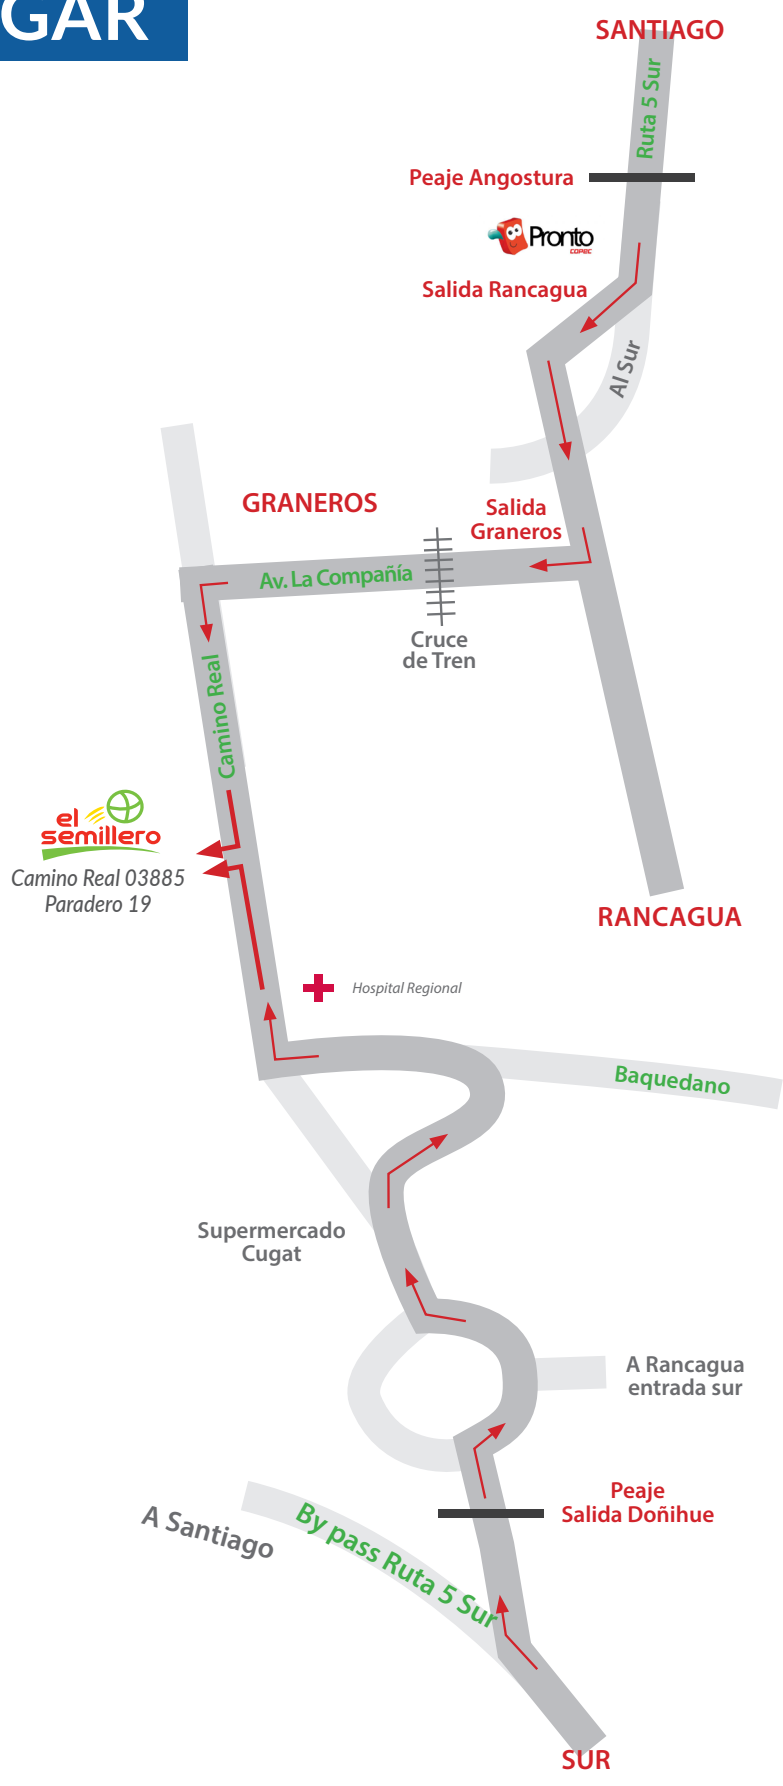 GAR
SANTIAGO
Ruta 5 Sur
Peaje Angostura
Pronto
COPEC
Salida Rancagua
Al Sur
GRANEROS
Salida
Graneros
Av. La Compañía
Cruce
de Tren
Camino Real
el
semillero
Camino Real 03885
Paradero 19
RANCAGUA
Hospital Regional
Baquedano
Supermercado
Cugat
A Rancagua
entrada sur
Peaje
Salida Doñihue
A Santiago
By pass Ruta 5 Sur
SUR